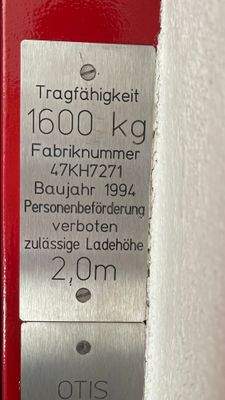 Tragfähigkeit
1600 kg
Fabriknummer
47KH7271
Baujahr 1994
Personenbeförderung
verboten
zulässige Ladehöhe
2,0m
OTIS